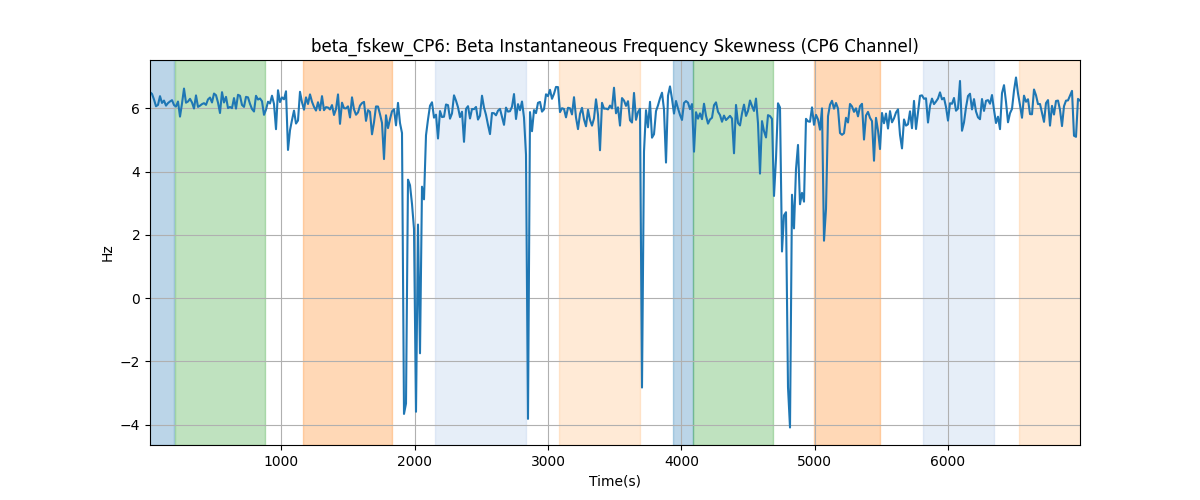 beta_fskew_CP6: Beta Instantaneous Frequency Skewness (CP6 Channel)
Hz
6
4
2
0
−2
−4
1000 2000 3000 4000 5000 6000
Time(s)